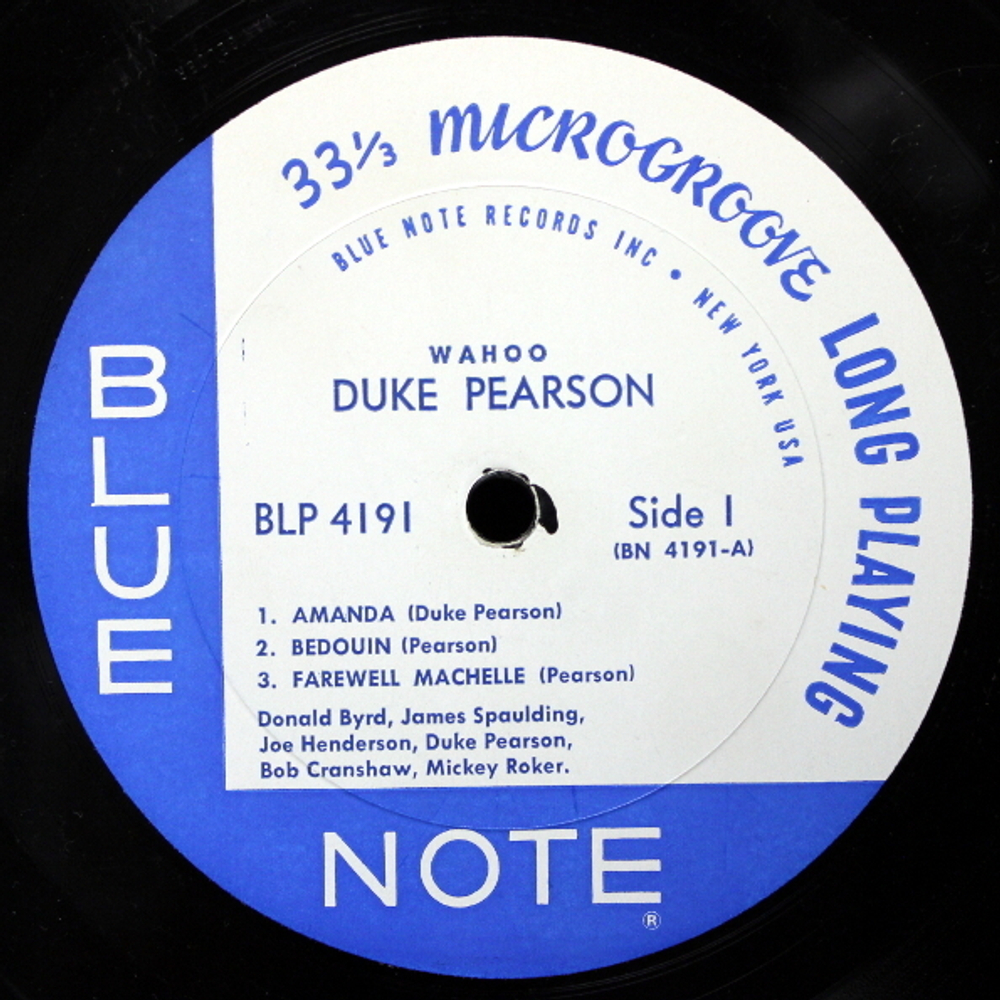 33⅓ MICROGROOVE LONG PLAYING
BLUE NOTE RECORDS INC • NEW YORK USA
WAHOO
DUKE PEARSON
BLP 4191
Side 1
(BN 4191-A)
1. AMANDA (Duke Pearson)
2. BEDOUIN (Pearson)
3. FAREWELL MACHELLE (Pearson)
Donald Byrd, James Spaulding,
Joe Henderson, Duke Pearson,
Bob Cranshaw, Mickey Roker.
BLUE
NOTE
®